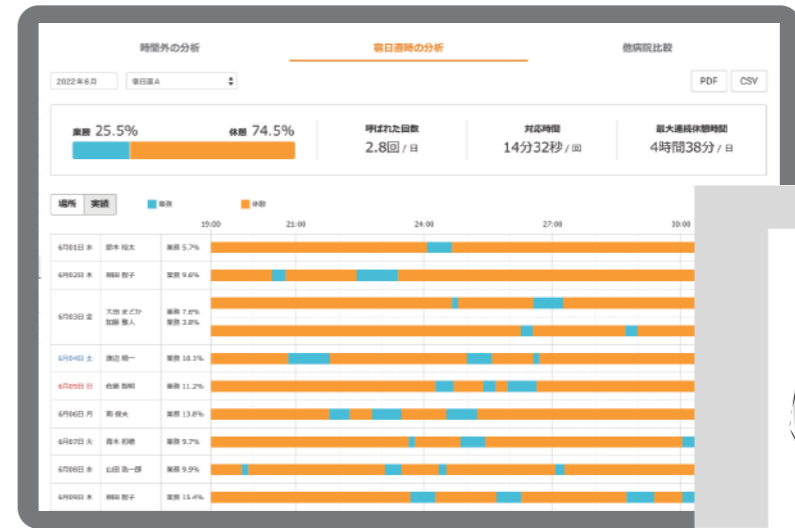 時間外の分析 宿日直時の分析 他病院比較
2022年6月 宿日直A PDF CSV
業務 25.5% 休憩 74.5% 呼ばれた回数 対応時間 最大連続休憩時間
2.8回 / 日 14分32秒 / 回 4時間38分 / 日
場所 実績 業務 休憩
19:00 21:00 24:00 27:00 30:00
6月01日 水 業務 5.7%
6月02日 木 業務 9.6%
6月03日 金 業務 7.6%
業務 3.8%
6月04日 土 業務 10.1%
6月05日 日 業務 11.2%
6月06日 月 業務 13.8%
6月07日 火 業務 9.7%
6月08日 水 業務 9.9%
6月09日 木 業務 15.4%